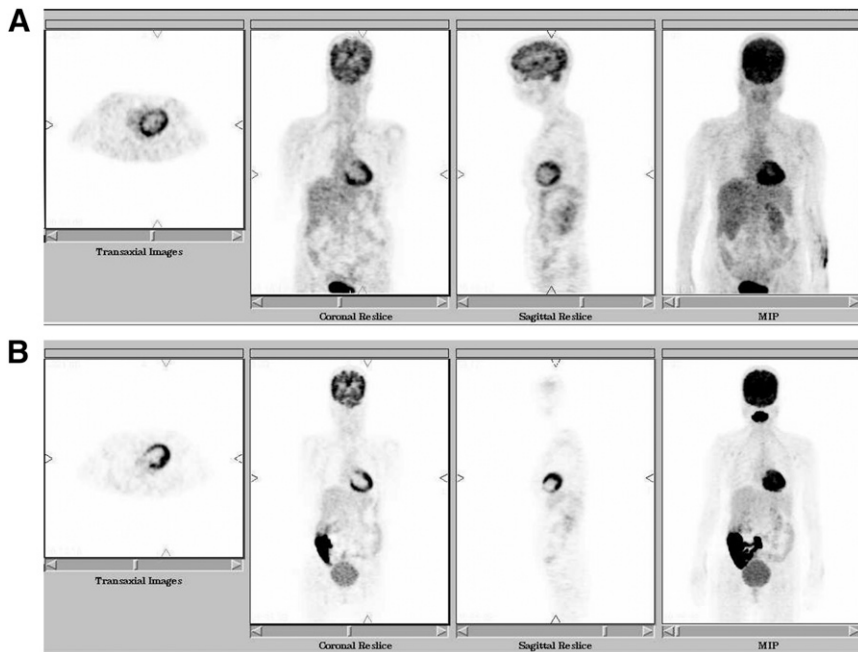 A
Transaxial Images
Coronal Reslice
Sagittal Reslice
MIP
B
Transaxial Images
Coronal Reslice
Sagittal Reslice
MIP